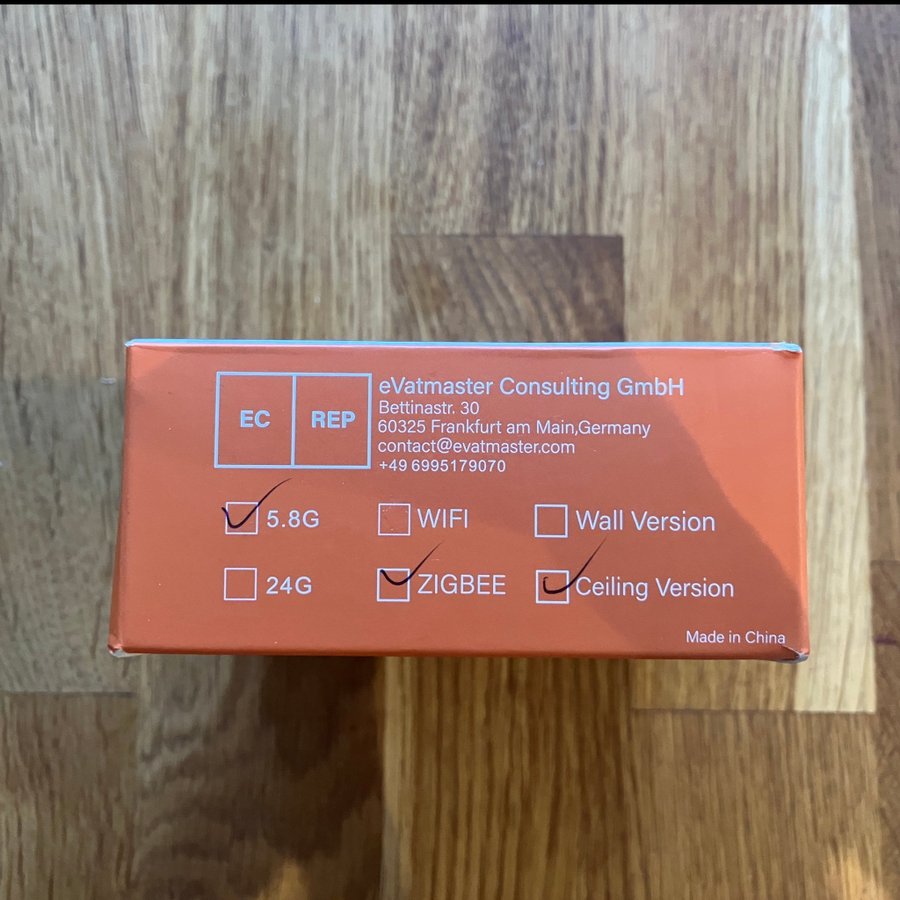 EC REP
eVatmaster Consulting GmbH
Bettinastr. 30
60325 Frankfurt am Main,Germany
contact@evatmaster.com
+49 6995179070
5.8G WIFI Wall Version
24G ZIGBEE Ceiling Version
Made in China